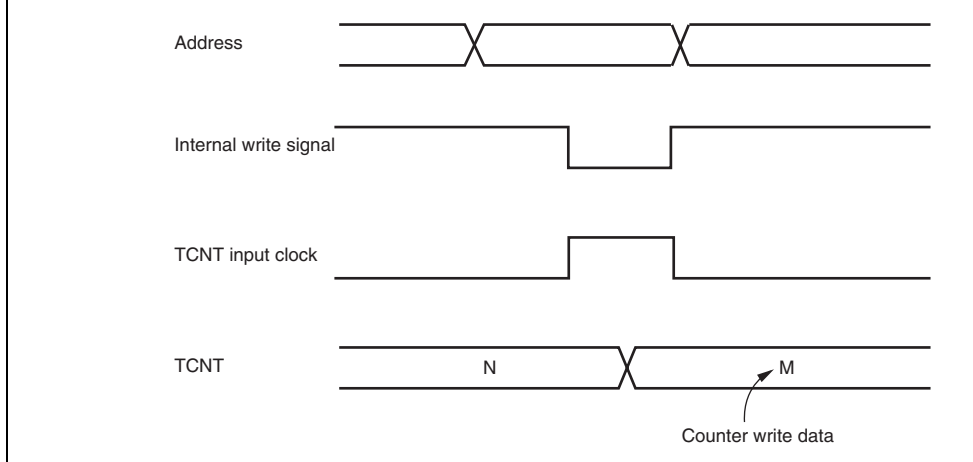 Address
Internal write signal
TCNT input clock
TCNT N M
Counter write data